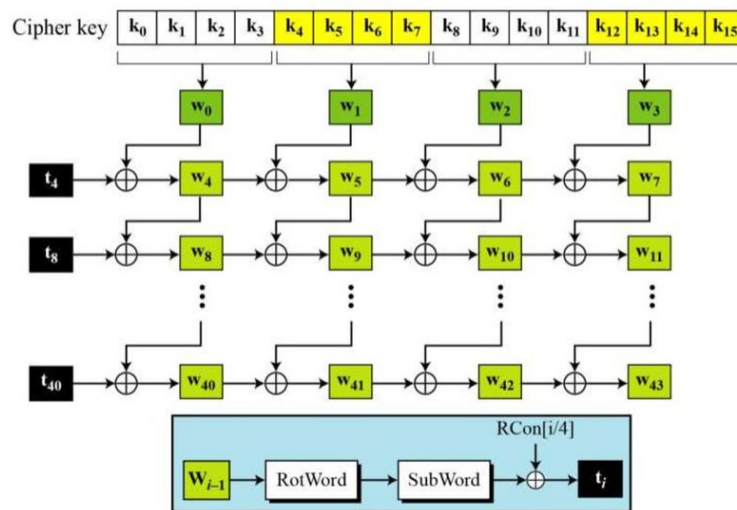 Cipher key k₀ k₁ k₂ k₃ k₄ k₅ k₆ k₇ k₈ k₉ k₁₀ k₁₁ k₁₂ k₁₃ k₁₄ k₁₅
w₀ w₁ w₂ w₃
t₄ w₄ w₅ w₆ w₇
t₈ w₈ w₉ w₁₀ w₁₁
t₄₀ w₄₀ w₄₁ w₄₂ w₄₃
RCon[i/4]
Wᵢ₋₁ RotWord SubWord tᵢ